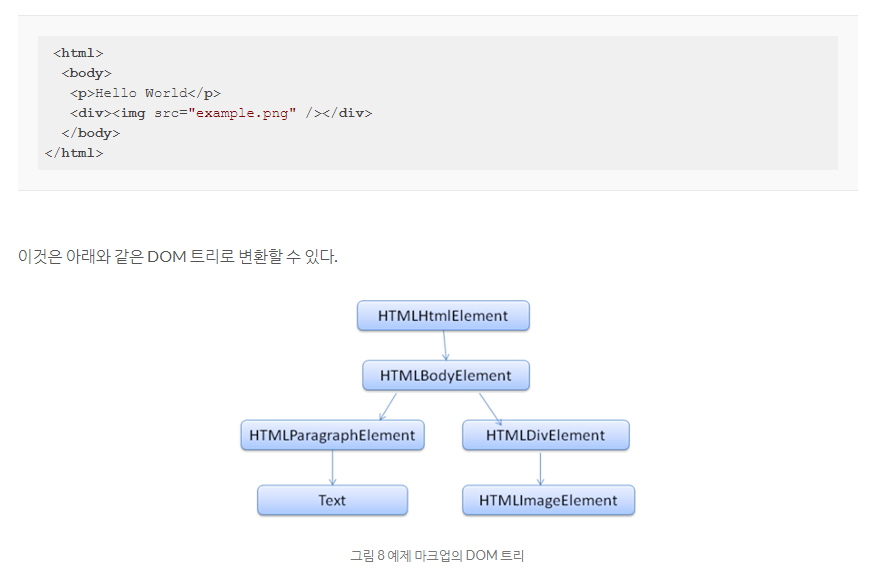 <html>
<body>
<p>Hello World</p>
<div><img src="example.png" /></div>
</body>
</html>
이것은 아래와 같은 DOM 트리로 변환할 수 있다.
HTMLHtmlElement
HTMLBodyElement
HTMLParagraphElement
HTMLDivElement
Text
HTMLImageElement
그림 8 예제 마크업의 DOM 트리